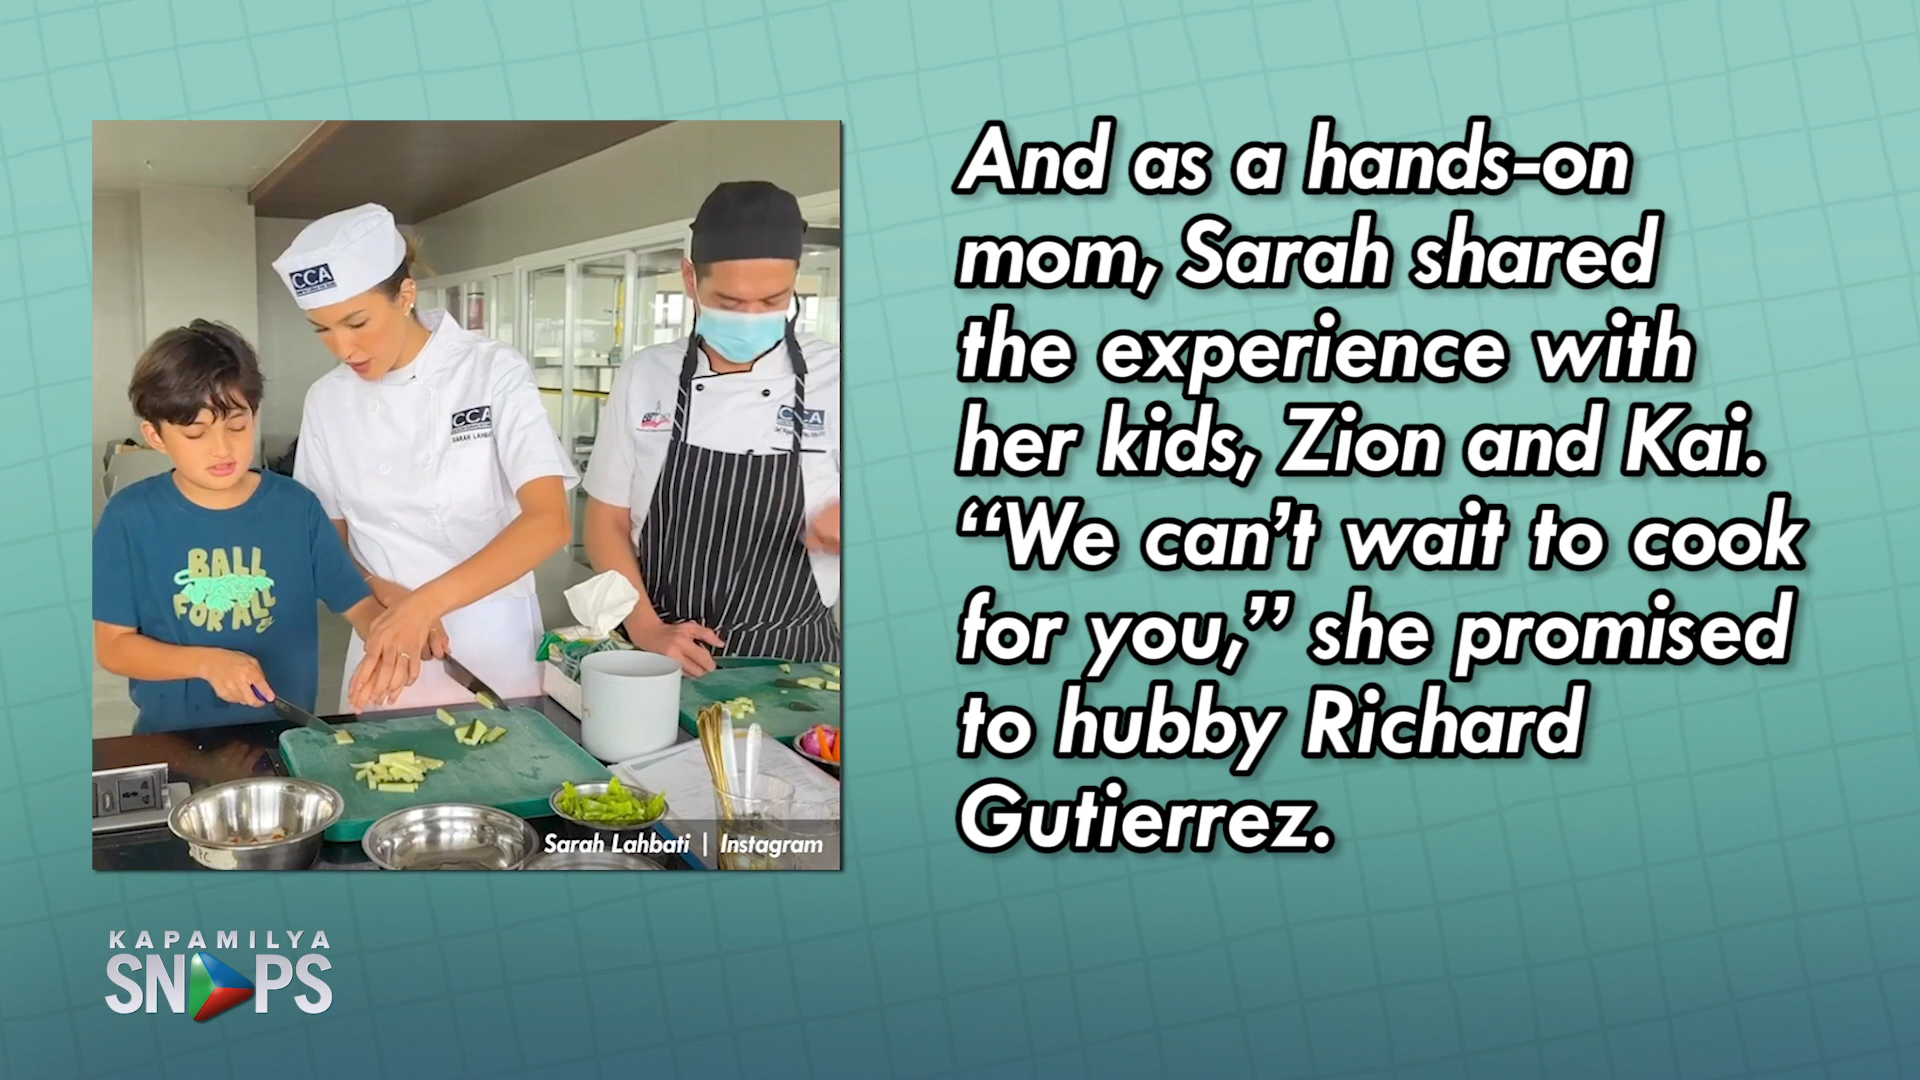 And as a hands-on
mom, Sarah shared
the experience with
her kids, Zion and Kai.
“We can’t wait to cook
for you,” she promised
to hubby Richard
Gutierrez.
CCA
CCA
SARAH LAHBATI
CCA
BALL
FOR ALL
Sarah Lahbati | Instagram
KAPAMILYA
SNAPS